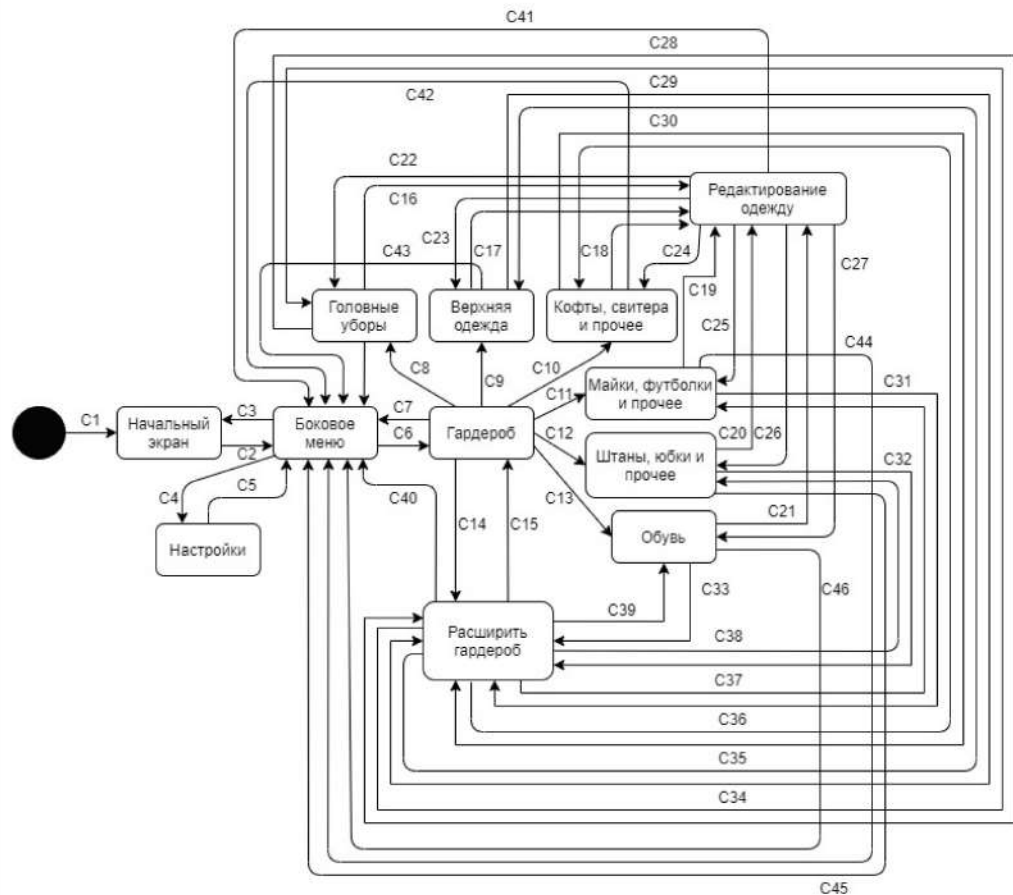 C41
C28
C42
C29
C30
C22
C16
Редактирование
одежду
C23
C17
C18
C24
C27
C43
C19
Головные
уборы
Верхняя
одежда
Кофты, свитера
и прочее
C25
C44
C8
C9
C10
C11
Майки, футболки
и прочее
C31
C1
Начальный
экран
C3
C2
Боковое
меню
C7
C6
Гардероб
C12
Штаны, юбки и
прочее
C20
C26
C32
C4
C5
C40
C14
C15
C13
C21
Настройки
Обувь
C33
C46
C39
Расширить
гардероб
C38
C37
C36
C35
C34
C45